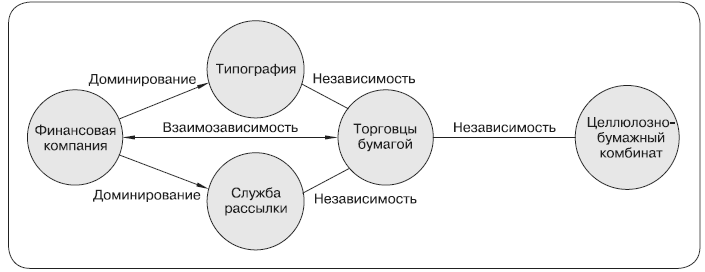 Типография
Доминирование
Независимость
Финансовая
компания
Взаимозависимость
Торговцы
бумагой
Независимость
Целлюлозно-
бумажный
комбинат
Доминирование
Служба
рассылки
Независимость